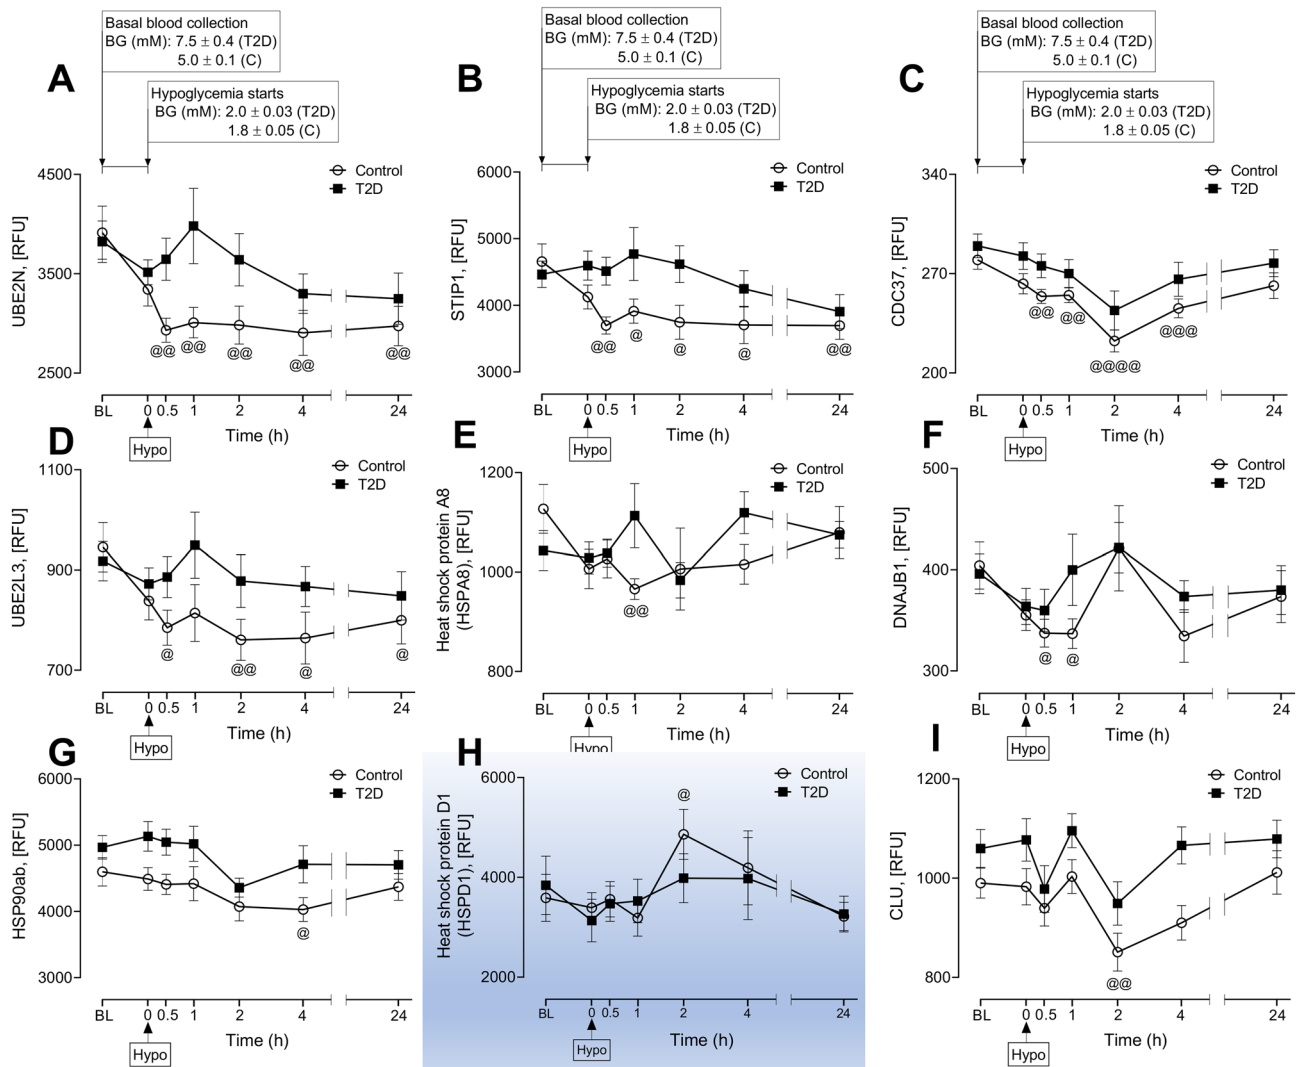 Basal blood collection
BG (mM): 7.5 ± 0.4 (T2D)
5.0 ± 0.1 (C)
Hypoglycemia starts
BG (mM): 2.0 ± 0.03 (T2D)
1.8 ± 0.05 (C)
A
Control
T2D
UBE2N, [RFU]
4500
3500
2500
@@ @@ @@ @@ @@
BL 0 0.5 1 2 4 24
Time (h)
Hypo
Basal blood collection
BG (mM): 7.5 ± 0.4 (T2D)
5.0 ± 0.1 (C)
Hypoglycemia starts
BG (mM): 2.0 ± 0.03 (T2D)
1.8 ± 0.05 (C)
B
Control
T2D
STIP1, [RFU]
6000
5000
4000
3000
@@ @ @ @ @@
BL 0 0.5 1 2 4 24
Time (h)
Hypo
Basal blood collection
BG (mM): 7.5 ± 0.4 (T2D)
5.0 ± 0.1 (C)
Hypoglycemia starts
BG (mM): 2.0 ± 0.03 (T2D)
1.8 ± 0.05 (C)
C
Control
T2D
CDC37, [RFU]
340
270
200
@@ @@ @@@@ @@@
BL 0 0.5 1 2 4 24
Time (h)
Hypo
D
Control
T2D
UBE2L3, [RFU]
1100
900
700
@ @@ @ @
BL 0 0.5 1 2 4 24
Time (h)
Hypo
E
Control
T2D
Heat shock protein A8
(HSPA8), [RFU]
1200
1000
800
@@
BL 0 0.5 1 2 4 24
Time (h)
Hypo
F
Control
T2D
DNAJB1, [RFU]
500
400
300
@ @
BL 0 0.5 1 2 4 24
Time (h)
Hypo
G
Control
T2D
HSP90ab, [RFU]
6000
5000
4000
3000
@
BL 0 0.5 1 2 4 24
Time (h)
Hypo
H
Control
T2D
Heat shock protein D1
(HSPD1), [RFU]
6000
4000
2000
@
BL 0 0.5 1 2 4 24
Time (h)
Hypo
I
Control
T2D
CLU, [RFU]
1200
1000
800
@@
BL 0 0.5 1 2 4 24
Time (h)
Hypo